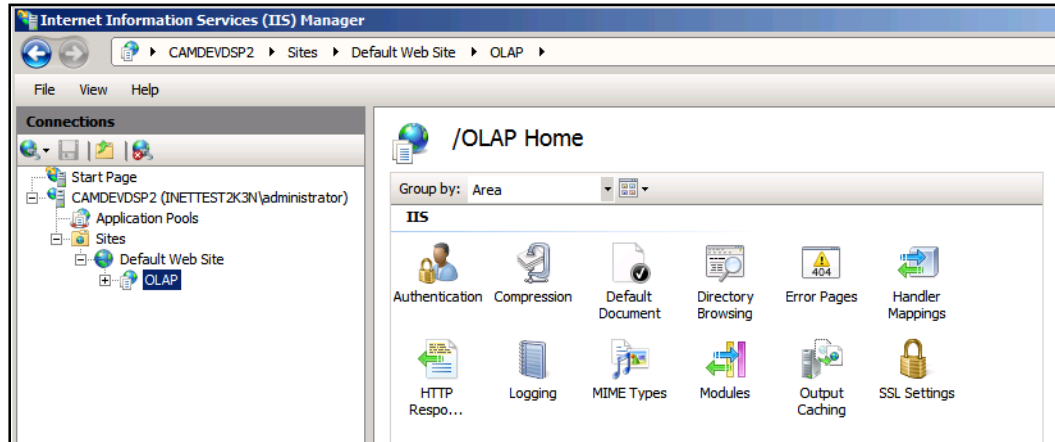 Internet Information Services (IIS) Manager
CAMDEVDSP2 Sites Default Web Site OLAP
File View Help
Connections
Start Page
CAMDEVDSP2 (INETTEST2K3N\administrator)
Application Pools
Sites
Default Web Site
OLAP
/OLAP Home
Group by: Area
IIS
Authentication Compression Default Document Directory Browsing Error Pages Handler Mappings
404
HTTP Respo... Logging MIME Types Modules Output Caching SSL Settings